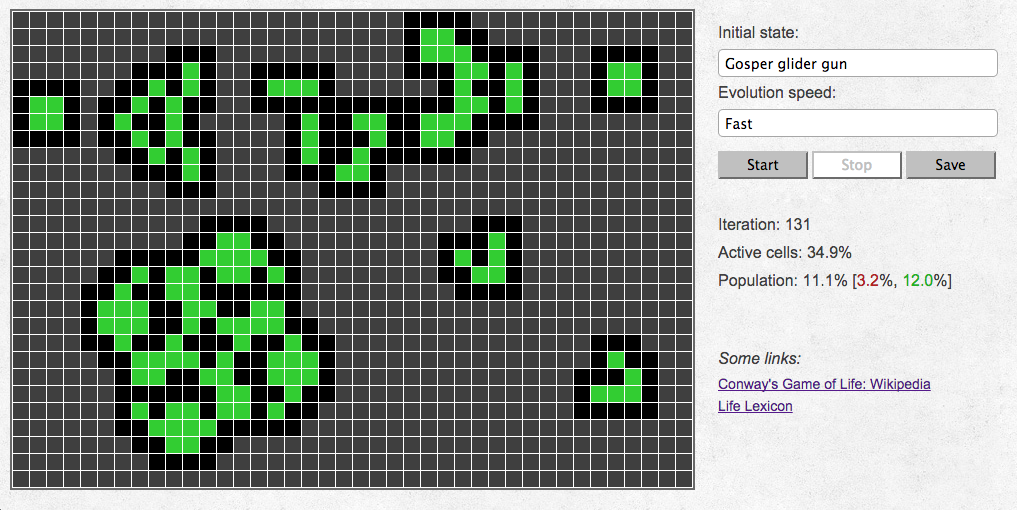 Initial state:
Gosper glider gun
Evolution speed:
Fast
Start Stop Save
Iteration: 131
Active cells: 34.9%
Population: 11.1% [3.2%, 12.0%]
Some links:
Conway's Game of Life: Wikipedia
Life Lexicon